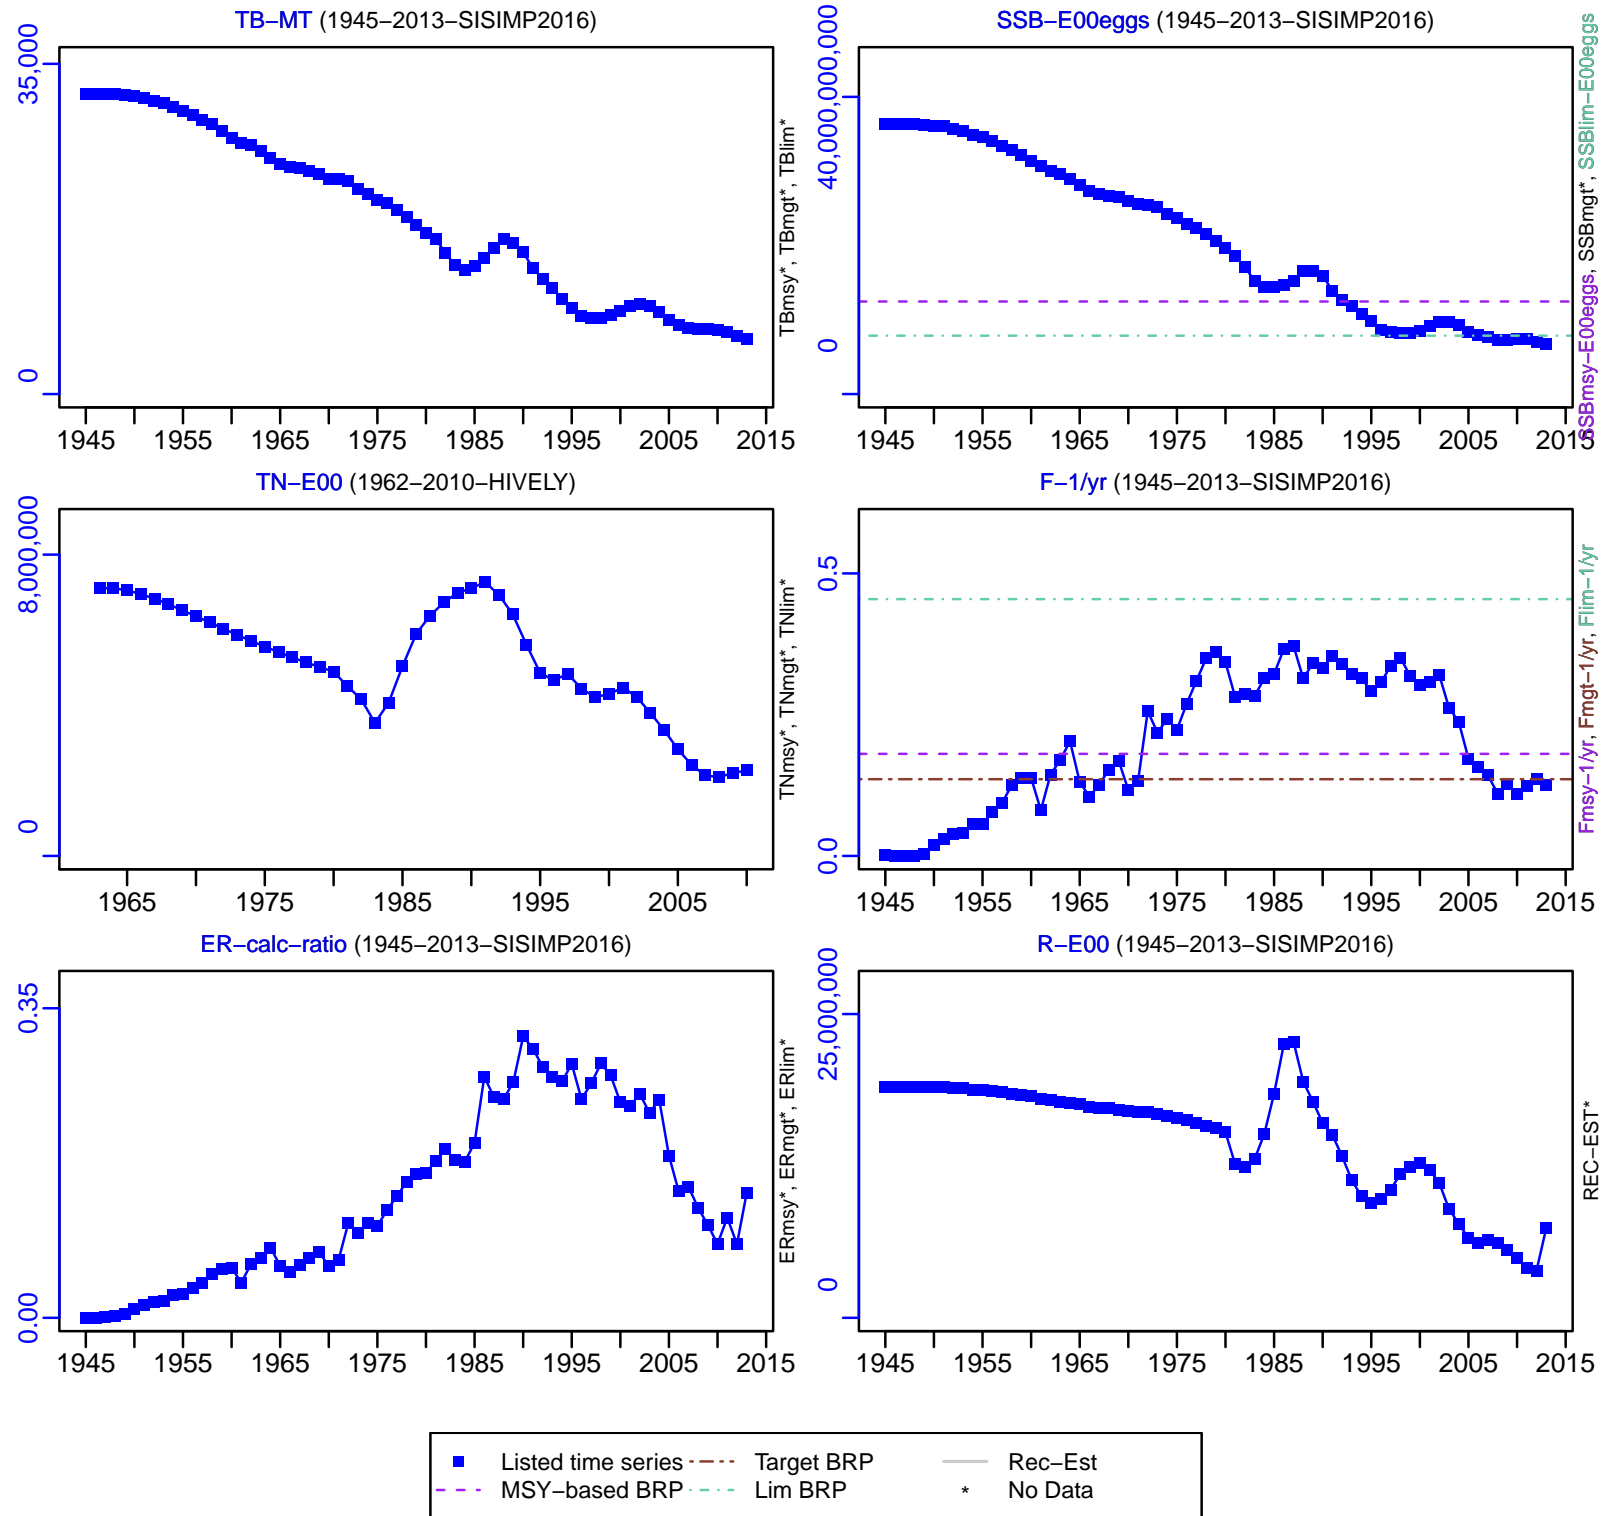 TB−MT (1945−2013−SISIMP2016)
35,000
0
TBmsy*, TBmgt*, TBlim*
1945 1955 1965 1975 1985 1995 2005 2015
SSB−E00eggs (1945−2013−SISIMP2016)
40,000,000,000
0
SSBmsy−E00eggs, SSBmgt*, SSBlim−E00eggs
1945 1955 1965 1975 1985 1995 2005 2015
TN−E00 (1962−2010−HIVELY)
8,000,000
0
TNmsy*, TNmgt*, TNlim*
1965 1975 1985 1995 2005
F−1/yr (1945−2013−SISIMP2016)
0.5
0.0
Fmsy−1/yr, Fmgt−1/yr, Flim−1/yr
1945 1955 1965 1975 1985 1995 2005 2015
ER−calc−ratio (1945−2013−SISIMP2016)
0.35
0.00
ERmsy*, ERmgt*, ERlim*
1945 1955 1965 1975 1985 1995 2005 2015
R−E00 (1945−2013−SISIMP2016)
25,000,000
0
REC−EST*
1945 1955 1965 1975 1985 1995 2005 2015
Listed time series Target BRP Rec−Est
MSY−based BRP Lim BRP * No Data